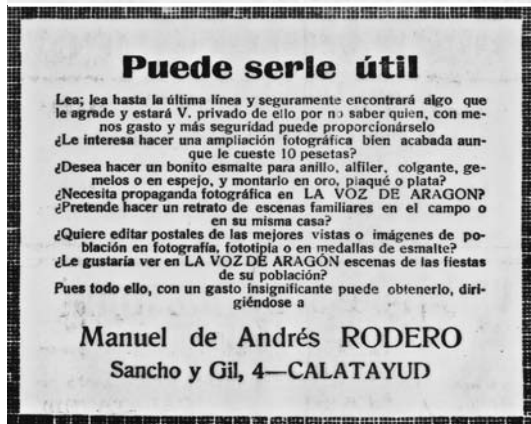 Puede serle útil
Lea; lea hasta la última línea y seguramente encontrará algo que
le agrade y estará V. privado de ello por no saber quien, con me-
nos gasto y más seguridad puede proporcionárselo
¿Le interesa hacer una ampliación fotográfica bien acabada aun-
que le cueste 10 pesetas?
¿Desea hacer un bonito esmalte para anillo, alfiler, colgante, ge-
melos o en espejo, y montarlo en oro, plaqué o plata?
¿Necesita propaganda fotográfica en LA VOZ DE ARAGON?
¿Pretende hacer un retrato de escenas familiares en el campo o
en su misma casa?
¿Quiere editar postales de las mejores vistas o imágenes de po-
blación en fotografía, fototipia o en medallas de esmalte?
¿Le gustaría ver en LA VOZ DE ARAGÓN escenas de las fiestas
de su población?
Pues todo ello, con un gasto insignificante puede obtenerlo, diri-
giéndose a
Manuel de Andrés RODERO
Sancho y Gil, 4—CALATAYUD